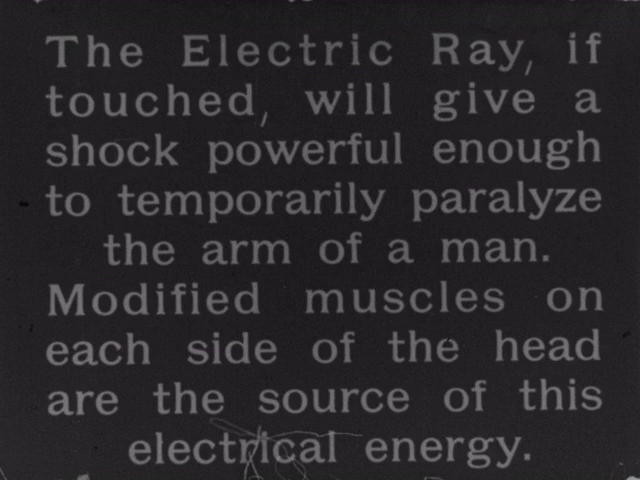 The Electric Ray, if
touched, will give a
shock powerful enough
to temporarily paralyze
the arm of a man.
Modified muscles on
each side of the head
are the source of this
electrical energy.